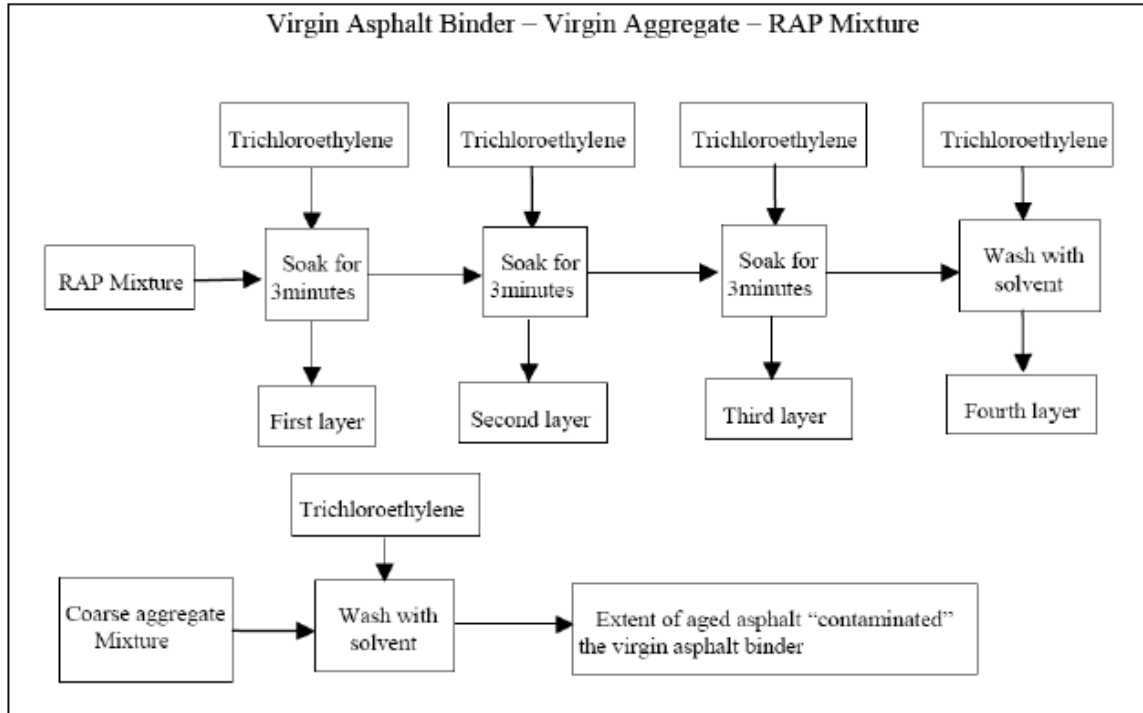 Virgin Asphalt Binder – Virgin Aggregate – RAP Mixture
Trichloroethylene
Trichloroethylene
Trichloroethylene
Trichloroethylene
RAP Mixture
Soak for
3minutes
Soak for
3minutes
Soak for
3minutes
Wash with
solvent
First layer
Second layer
Third layer
Fourth layer
Trichloroethylene
Coarse aggregate
Mixture
Wash with
solvent
Extent of aged asphalt “contaminated”
the virgin asphalt binder